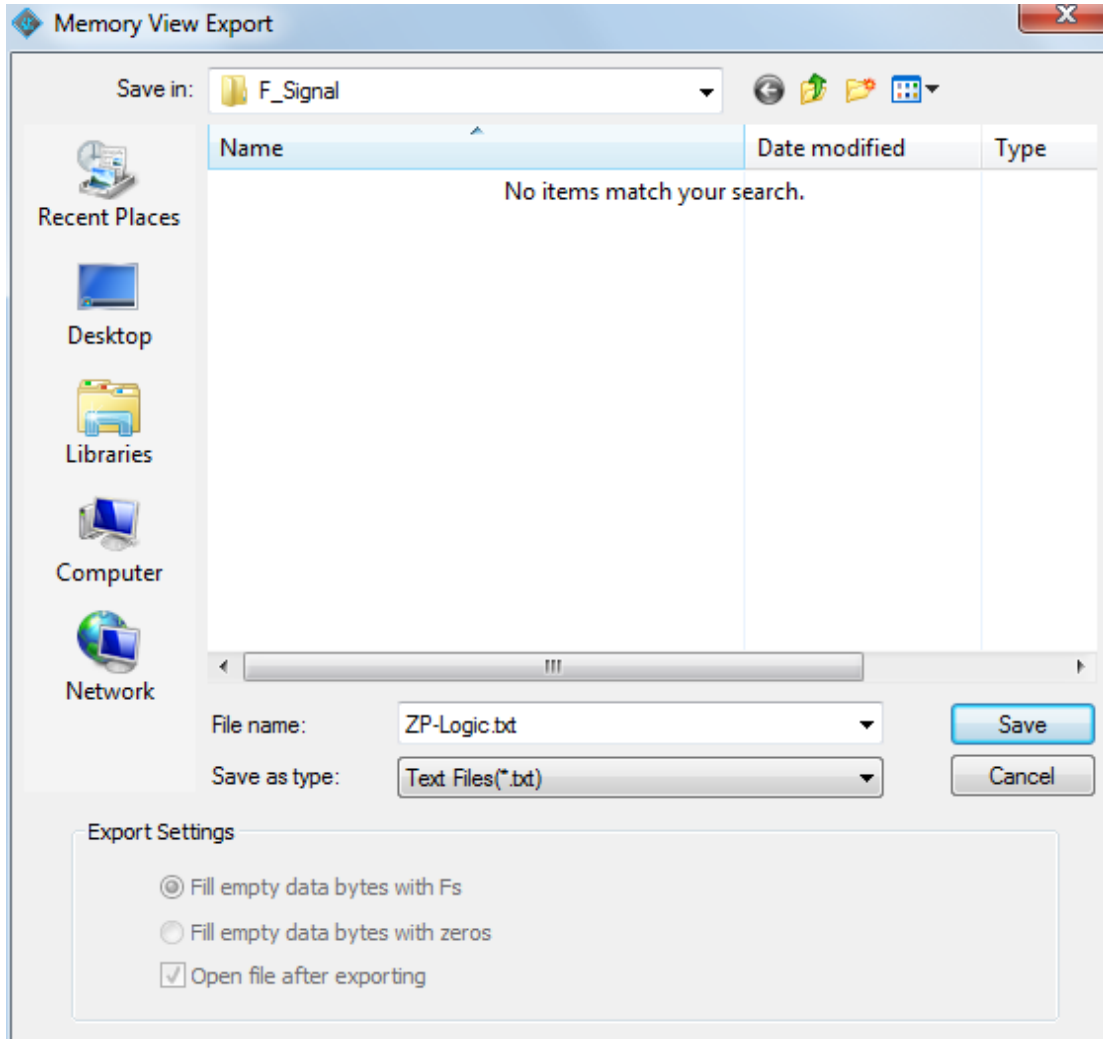 Memory View Export
X
Save in:
F_Signal
Name
Date modified
Type
No items match your search.
Recent Places
Desktop
Libraries
Computer
Network
File name:
ZP-Logic.txt
Save
Save as type:
Text Files(*.txt)
Cancel
Export Settings
Fill empty data bytes with Fs
Fill empty data bytes with zeros
Open file after exporting